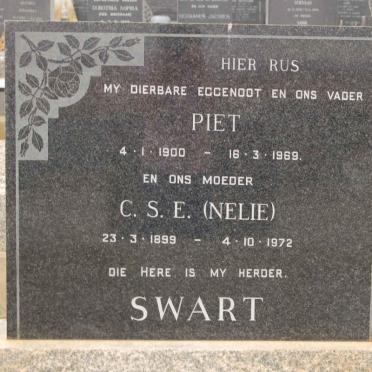 HIER RUS
MY DIERBARE EGGENOOT EN ONS VADER
PIET
4·1·1900 – 16·3·1969.
EN ONS MOEDER
C. S. E. (NELIE)
23·3·1899 – 4·10·1972
DIE HERE IS MY HERDER.
SWART